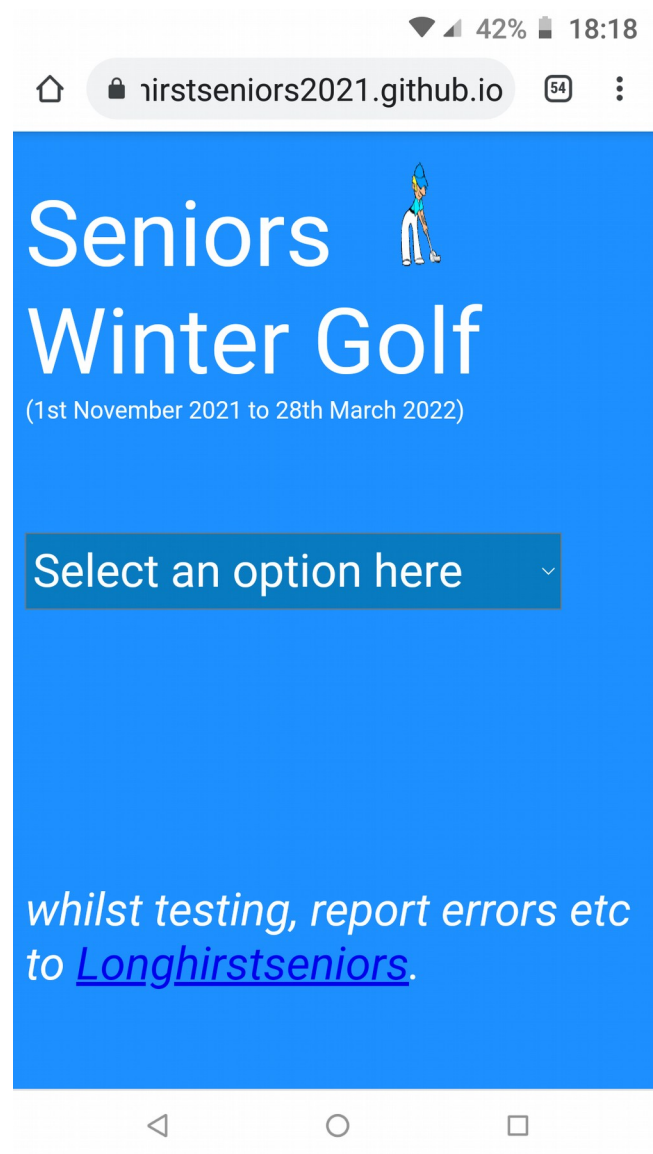 42% 18:18
hirstseniors2021.github.io 54
Seniors
Winter Golf
(1st November 2021 to 28th March 2022)
Select an option here
whilst testing, report errors etc
to Longhirstseniors.